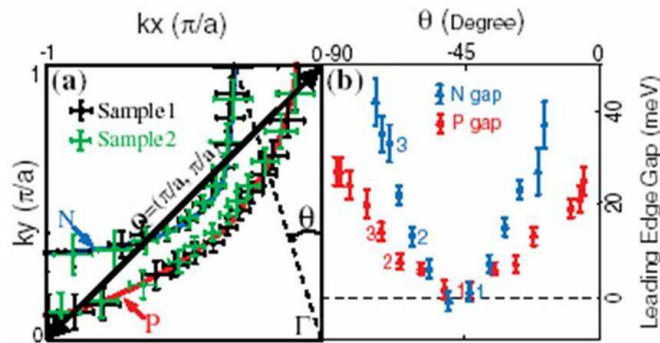 kx (π/a)
-1
0
θ (Degree)
-90
-45
0
1
(a)
Sample1
Sample2
Q=(π/a, π/a)
N
θ
P
Γ
0
ky (π/a)
(b)
N gap
P gap
3
2
1
3
2
1
40
20
0
Leading Edge Gap (meV)